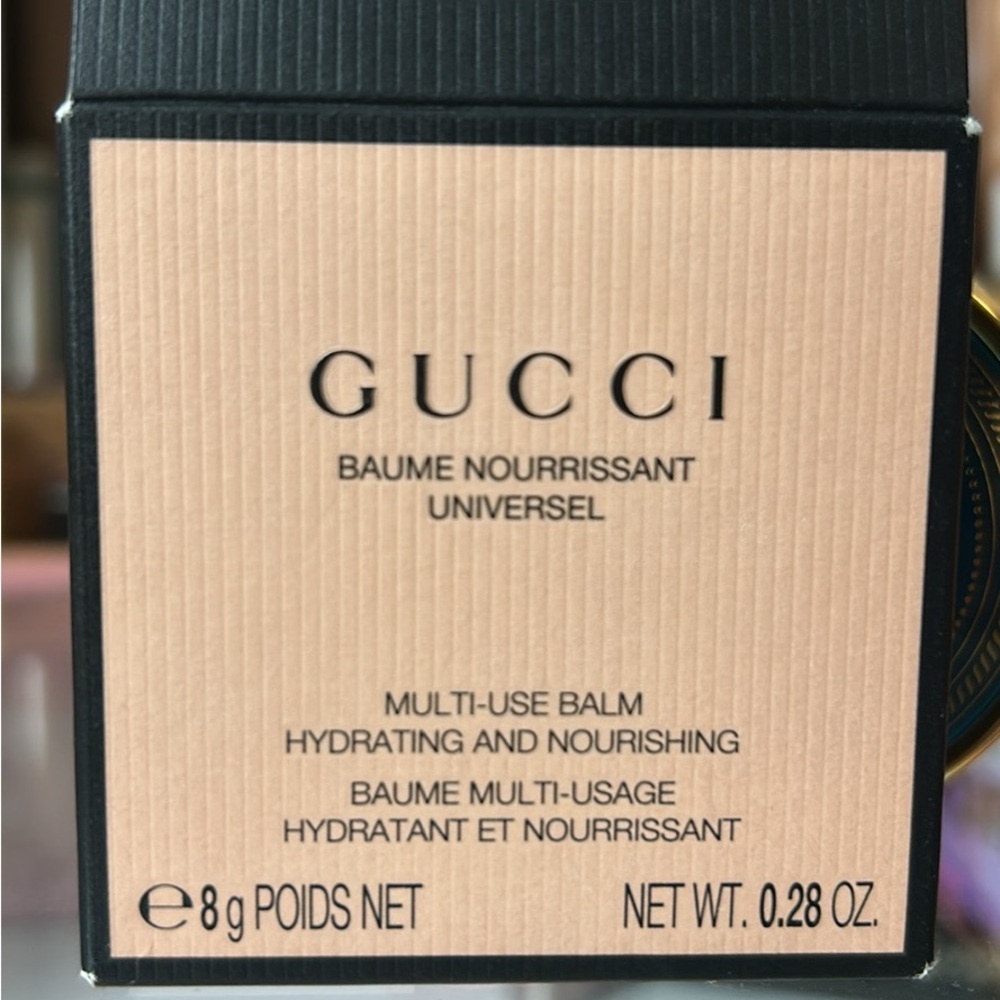 GUCCI
BAUME NOURRISSANT
UNIVERSEL
MULTI-USE BALM
HYDRATING AND NOURISHING
BAUME MULTI-USAGE
HYDRATANT ET NOURRISSANT
℮ 8 g POIDS NET NET WT. 0.28 OZ.